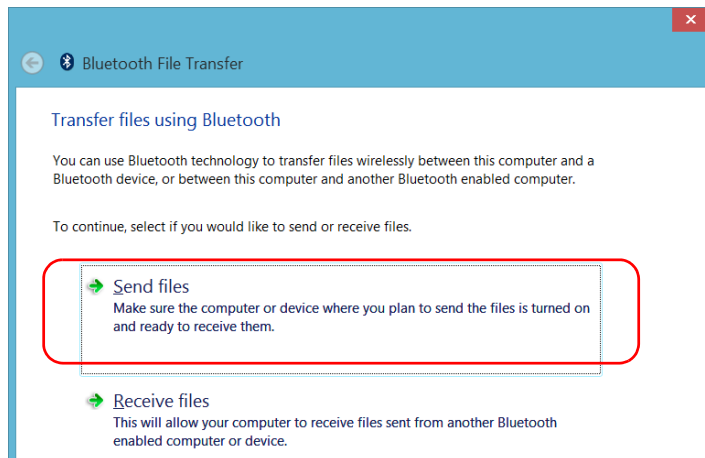 Bluetooth File Transfer
Transfer files using Bluetooth
You can use Bluetooth technology to transfer files wirelessly between this computer and a
Bluetooth device, or between this computer and another Bluetooth enabled computer.
To continue, select if you would like to send or receive files.
Send files
Make sure the computer or device where you plan to send the files is turned on
and ready to receive them.
Receive files
This will allow your computer to receive files sent from another Bluetooth
enabled computer or device.